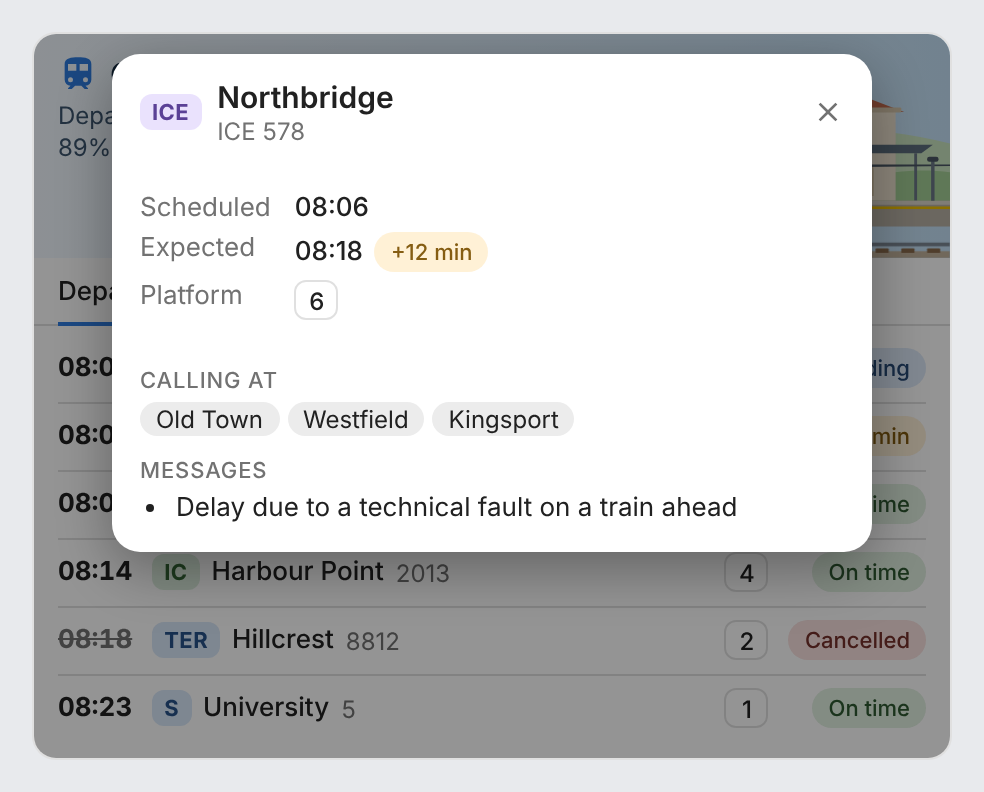 ICE Northbridge
ICE 578
89%
Scheduled 08:06
Expected 08:18 +12 min
Platform 6
CALLING AT
Old Town Westfield Kingsport
min
MESSAGES
• Delay due to a technical fault on a train ahead
08:14 IC Harbour Point 2013 4 On time
08:18 TER Hillcrest 8812 2 Cancelled
08:23 S University 5 1 On time